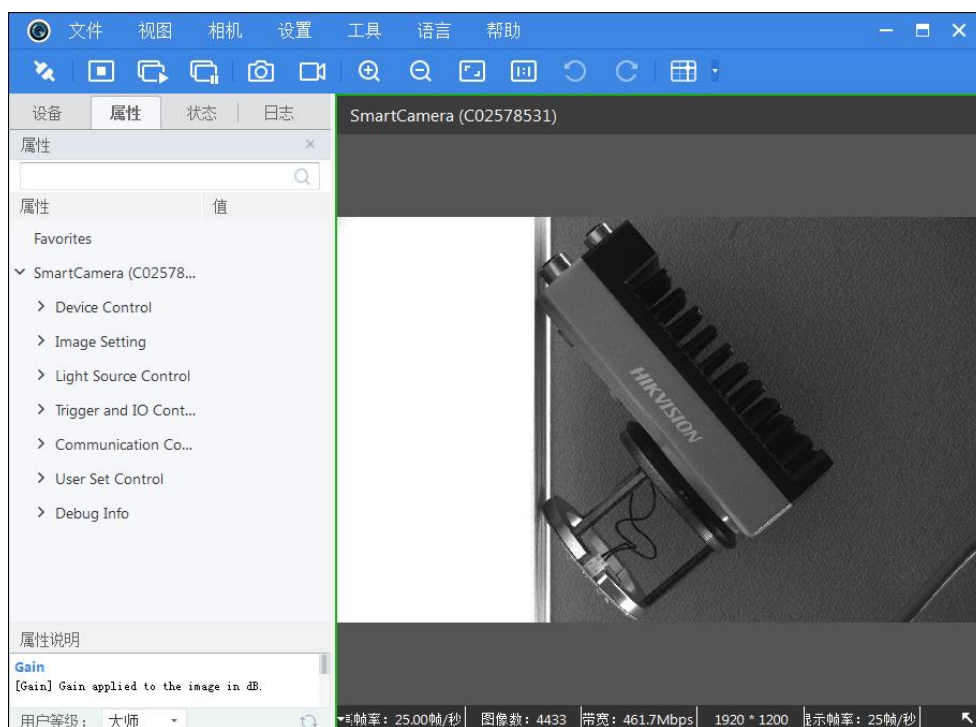 文件 视图 相机 设置 工具 语言 帮助
设备 属性 状态 日志
SmartCamera (C02578531)
属性
属性 值
Favorites
SmartCamera (C02578...
Device Control
Image Setting
Light Source Control
Trigger and IO Cont...
Communication Co...
User Set Control
Debug Info
HIKVISION
属性说明
Gain
[Gain] Gain applied to the image in dB.
用户等级： 大师
帧率：25.00帧/秒 图像数：4433 带宽：461.7Mbps 1920 * 1200 显示帧率：25帧/秒